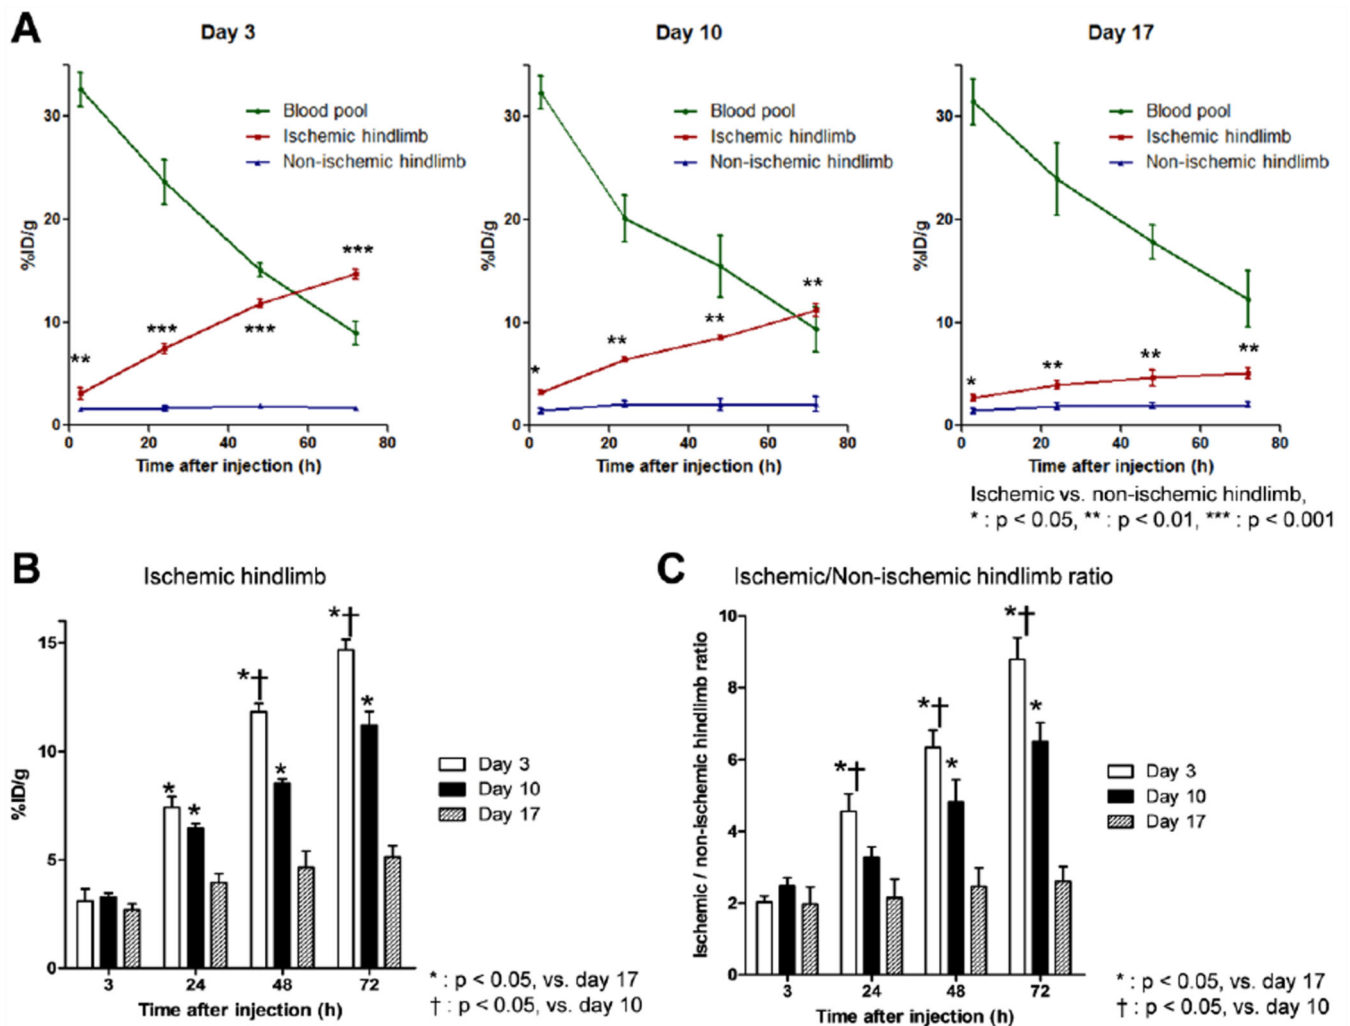 A
Day 3
Day 10
Day 17
%ID/g
30
20
10
0
Blood pool
Ischemic hindlimb
Non-ischemic hindlimb
**
***
***
***
0 20 40 60 80
Time after injection (h)
%ID/g
30
20
10
0
Blood pool
Ischemic hindlimb
Non-ischemic hindlimb
*
**
**
**
0 20 40 60 80
Time after injection (h)
%ID/g
30
20
10
0
Blood pool
Ischemic hindlimb
Non-ischemic hindlimb
*
**
**
**
0 20 40 60 80
Time after injection (h)
Ischemic vs. non-ischemic hindlimb,
* : p < 0.05, ** : p < 0.01, *** : p < 0.001
B
Ischemic hindlimb
%ID/g
15
10
5
0
*
*
*†
*
*†
*
Day 3
Day 10
Day 17
3 24 48 72
Time after injection (h)
* : p < 0.05, vs. day 17
† : p < 0.05, vs. day 10
C
Ischemic/Non-ischemic hindlimb ratio
Ischemic / non-ischemic hindlimb ratio
10
8
6
4
2
0
*†
*†
*
*†
*
Day 3
Day 10
Day 17
3 24 48 72
Time after injection (h)
* : p < 0.05, vs. day 17
† : p < 0.05, vs. day 10